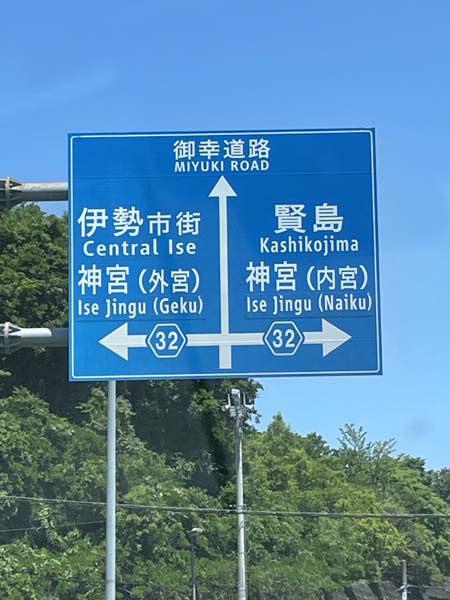 御幸道路
MIYUKI ROAD
伊勢市街
Central Ise
神宮（外宮）
Ise Jingu (Geku)
32
賢島
Kashikojima
神宮（内宮）
Ise Jingu (Naiku)
32